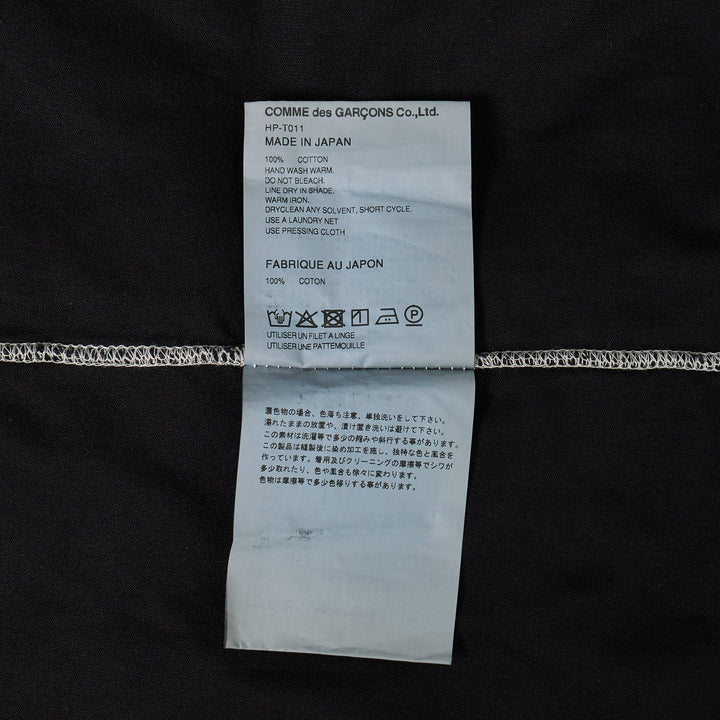 COMME des GARÇONS Co.,Ltd.
HP-T011
MADE IN JAPAN
100% COTTON
HAND WASH WARM.
DO NOT BLEACH.
LINE DRY IN SHADE.
WARM IRON.
DRYCLEAN ANY SOLVENT, SHORT CYCLE.
USE A LAUNDRY NET
USE PRESSING CLOTH
FABRIQUE AU JAPON
100% COTON
UTILISER UN FILET A LINGE
UTILISER UNE PATTEMOUILLE
濃色物の場合、色落ち注意、単独洗いをして下さい。
濡れたままの放置や、漬け置き洗いは避けて下さい。
この素材は洗濯等で多少の縮みや斜行する事があります。
この製品は縫製後に染め加工を施し、独特な色と風合を
作っています。着用及びクリーニングの摩擦等でシワが
多少取れたり、色や風合も徐々に変わります。
色物は摩擦等で多少色移りする事があります。